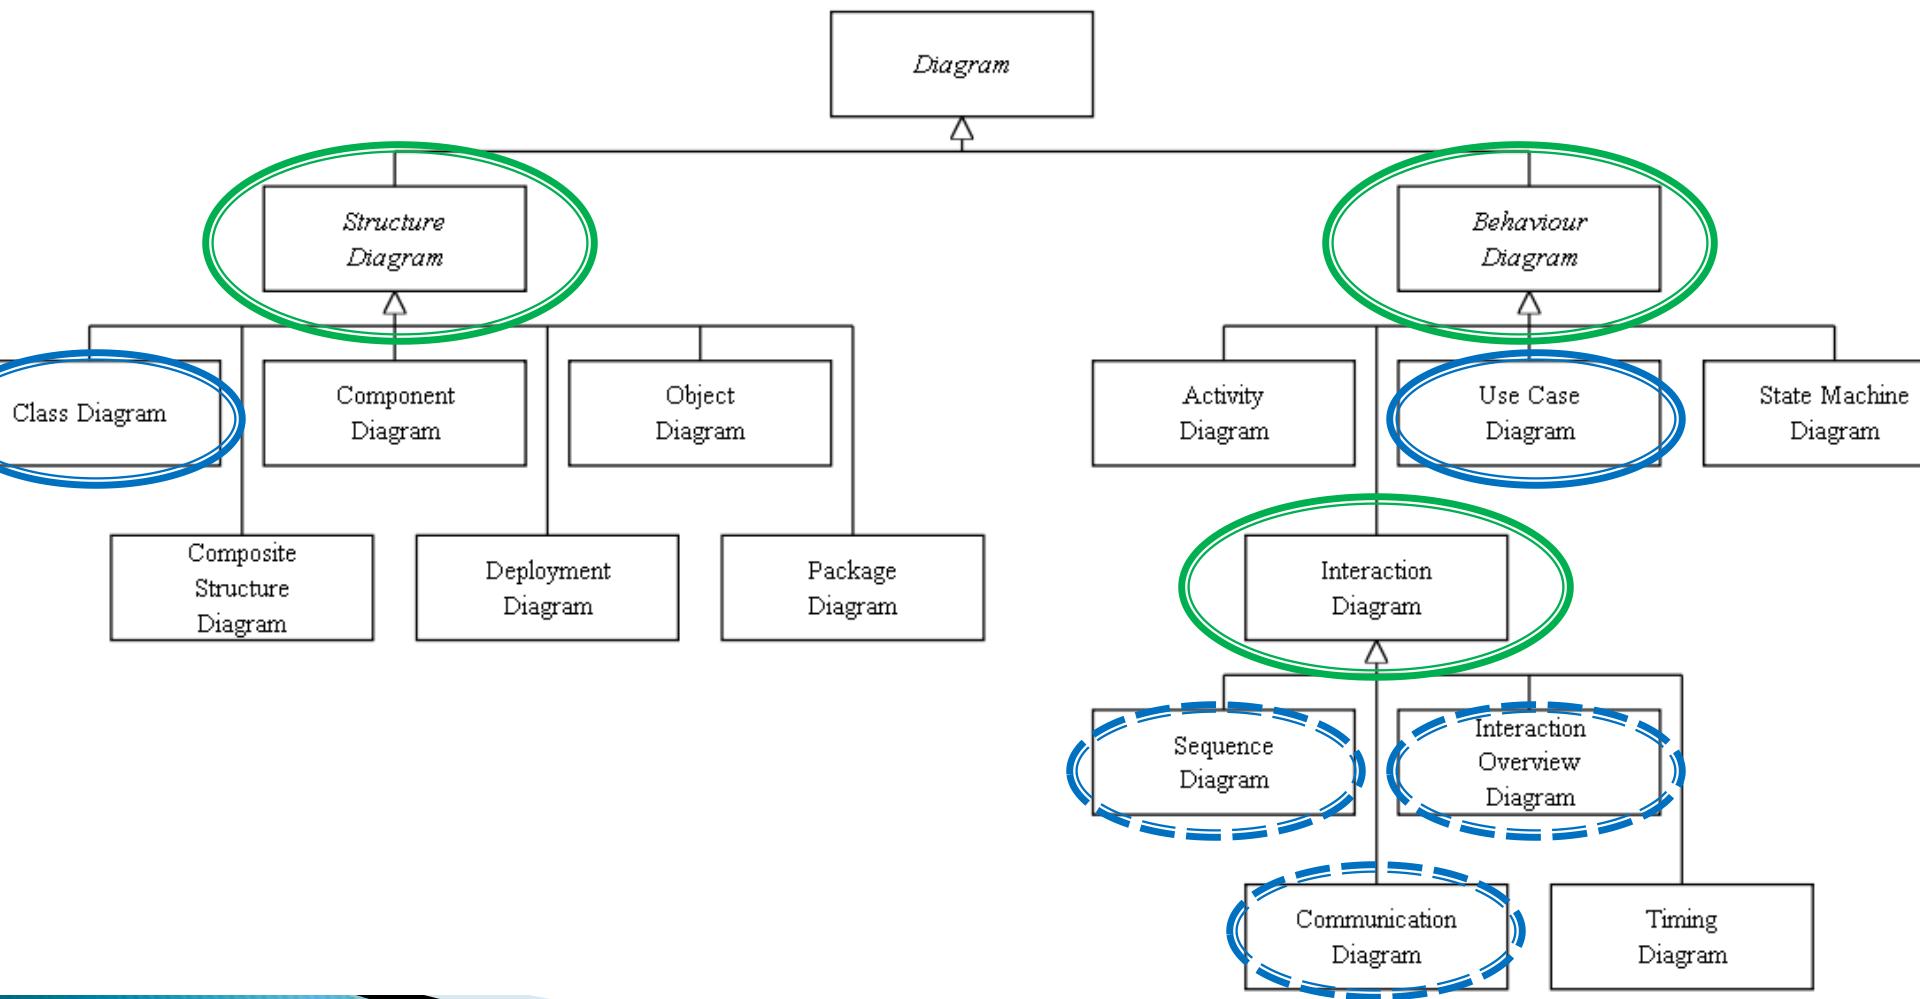 Diagram
Structure
Diagram
Behaviour
Diagram
Class Diagram
Component
Diagram
Object
Diagram
Activity
Diagram
Use Case
Diagram
State Machine
Diagram
Composite
Structure
Diagram
Deployment
Diagram
Package
Diagram
Interaction
Diagram
Sequence
Diagram
Interaction
Overview
Diagram
Communication
Diagram
Timing
Diagram